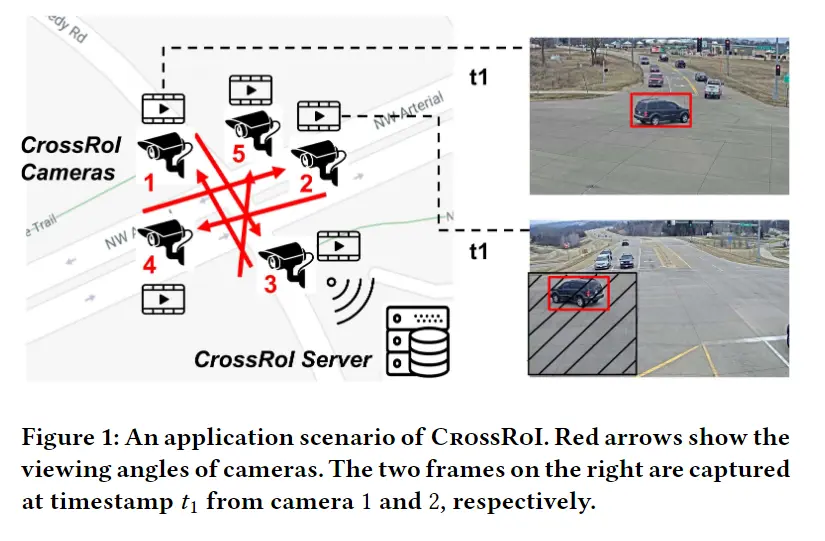 edy Rd
t1
NW Arterial
CrossRoI
Cameras
1
5
2
e Trail
NW A
t1
4
3
N
CrossRoI Server
Figure 1: An application scenario of CrossRoI. Red arrows show the
viewing angles of cameras. The two frames on the right are captured
at timestamp t1 from camera 1 and 2, respectively.